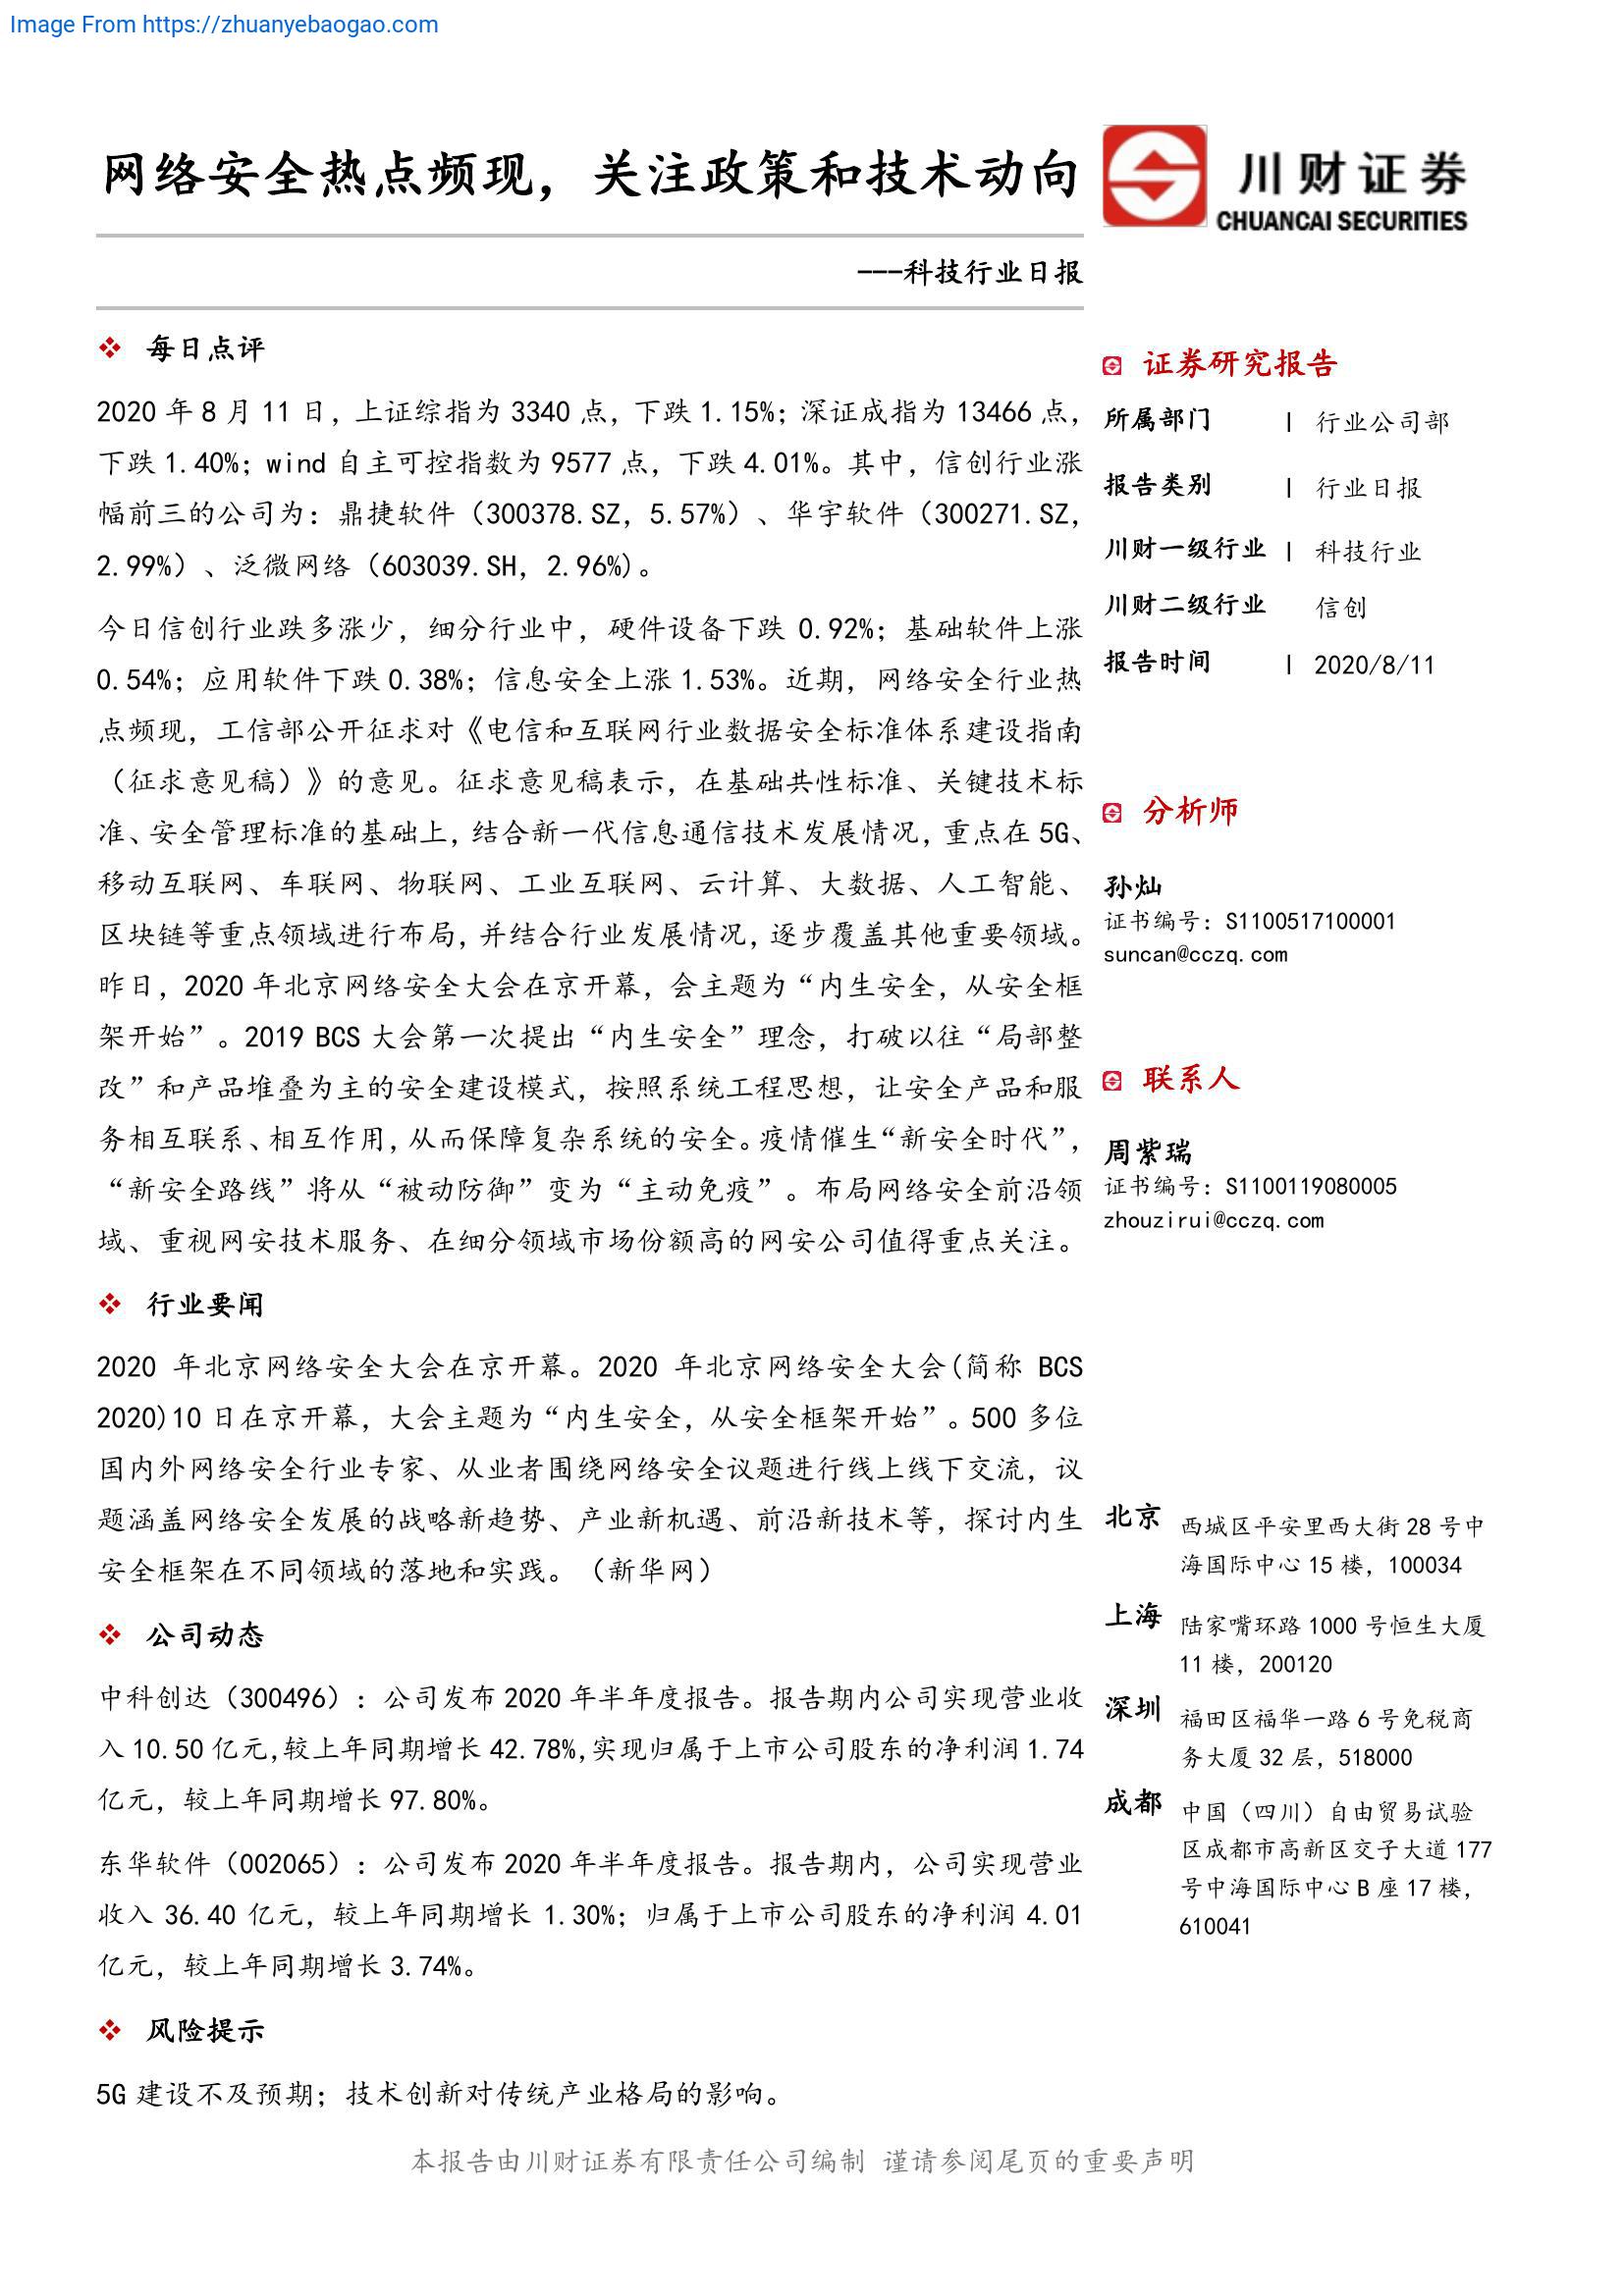 Image From https://zhuanyebaogao.com
网络安全热点频现，关注政策和技术动向
川财证券
CHUANCAI SECURITIES
---科技行业日报
每日点评
2020 年 8 月 11 日，上证综指为 3340 点，下跌 1.15%；深证成指为 13466 点，
下跌 1.40%；wind 自主可控指数为 9577 点，下跌 4.01%。其中，信创行业涨
幅前三的公司为：鼎捷软件（300378.SZ，5.57%）、华宇软件（300271.SZ，
2.99%）、泛微网络（603039.SH，2.96%)。
今日信创行业跌多涨少，细分行业中，硬件设备下跌 0.92%；基础软件上涨
0.54%；应用软件下跌 0.38%；信息安全上涨 1.53%。近期，网络安全行业热
点频现，工信部公开征求对《电信和互联网行业数据安全标准体系建设指南
（征求意见稿）》的意见。征求意见稿表示，在基础共性标准、关键技术标
准、安全管理标准的基础上，结合新一代信息通信技术发展情况，重点在 5G、
移动互联网、车联网、物联网、工业互联网、云计算、大数据、人工智能、
区块链等重点领域进行布局，并结合行业发展情况，逐步覆盖其他重要领域。
昨日，2020 年北京网络安全大会在京开幕，会主题为“内生安全，从安全框
架开始”。2019 BCS 大会第一次提出“内生安全”理念，打破以往“局部整
改”和产品堆叠为主的安全建设模式，按照系统工程思想，让安全产品和服
务相互联系、相互作用，从而保障复杂系统的安全。疫情催生“新安全时代”，
“新安全路线”将从“被动防御”变为“主动免疫”。布局网络安全前沿领
域、重视网安技术服务、在细分领域市场份额高的网安公司值得重点关注。
行业要闻
2020 年北京网络安全大会在京开幕。2020 年北京网络安全大会(简称 BCS
2020)10 日在京开幕，大会主题为“内生安全，从安全框架开始”。500 多位
国内外网络安全行业专家、从业者围绕网络安全议题进行线上线下交流，议
题涵盖网络安全发展的战略新趋势、产业新机遇、前沿新技术等，探讨内生
安全框架在不同领域的落地和实践。（新华网）
公司动态
中科创达（300496）：公司发布 2020 年半年度报告。报告期内公司实现营业收
入 10.50 亿元,较上年同期增长 42.78%,实现归属于上市公司股东的净利润 1.74
亿元，较上年同期增长 97.80%。
东华软件（002065）：公司发布 2020 年半年度报告。报告期内，公司实现营业
收入 36.40 亿元，较上年同期增长 1.30%；归属于上市公司股东的净利润 4.01
亿元，较上年同期增长 3.74%。
风险提示
5G 建设不及预期；技术创新对传统产业格局的影响。
证券研究报告
所属部门 | 行业公司部
报告类别 | 行业日报
川财一级行业 | 科技行业
川财二级行业 信创
报告时间 | 2020/8/11
分析师
孙灿
证书编号：S1100517100001
suncan@cczq.com
联系人
周紫瑞
证书编号：S1100119080005
zhouzirui@cczq.com
北京 西城区平安里西大街 28 号中
海国际中心 15 楼，100034
上海 陆家嘴环路 1000 号恒生大厦
11 楼，200120
深圳 福田区福华一路 6 号免税商
务大厦 32 层，518000
成都 中国（四川）自由贸易试验
区成都市高新区交子大道 177
号中海国际中心 B 座 17 楼，
610041
本报告由川财证券有限责任公司编制 谨请参阅尾页的重要声明